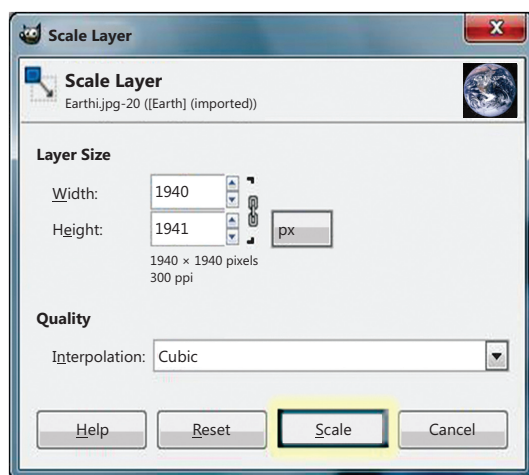 Scale Layer
X
Scale Layer
Earthi.jpg-20 ([Earth] (imported))
Layer Size
Width: 1940
Height: 1941 px
1940 × 1940 pixels
300 ppi
Quality
Interpolation: Cubic
Help Reset Scale Cancel